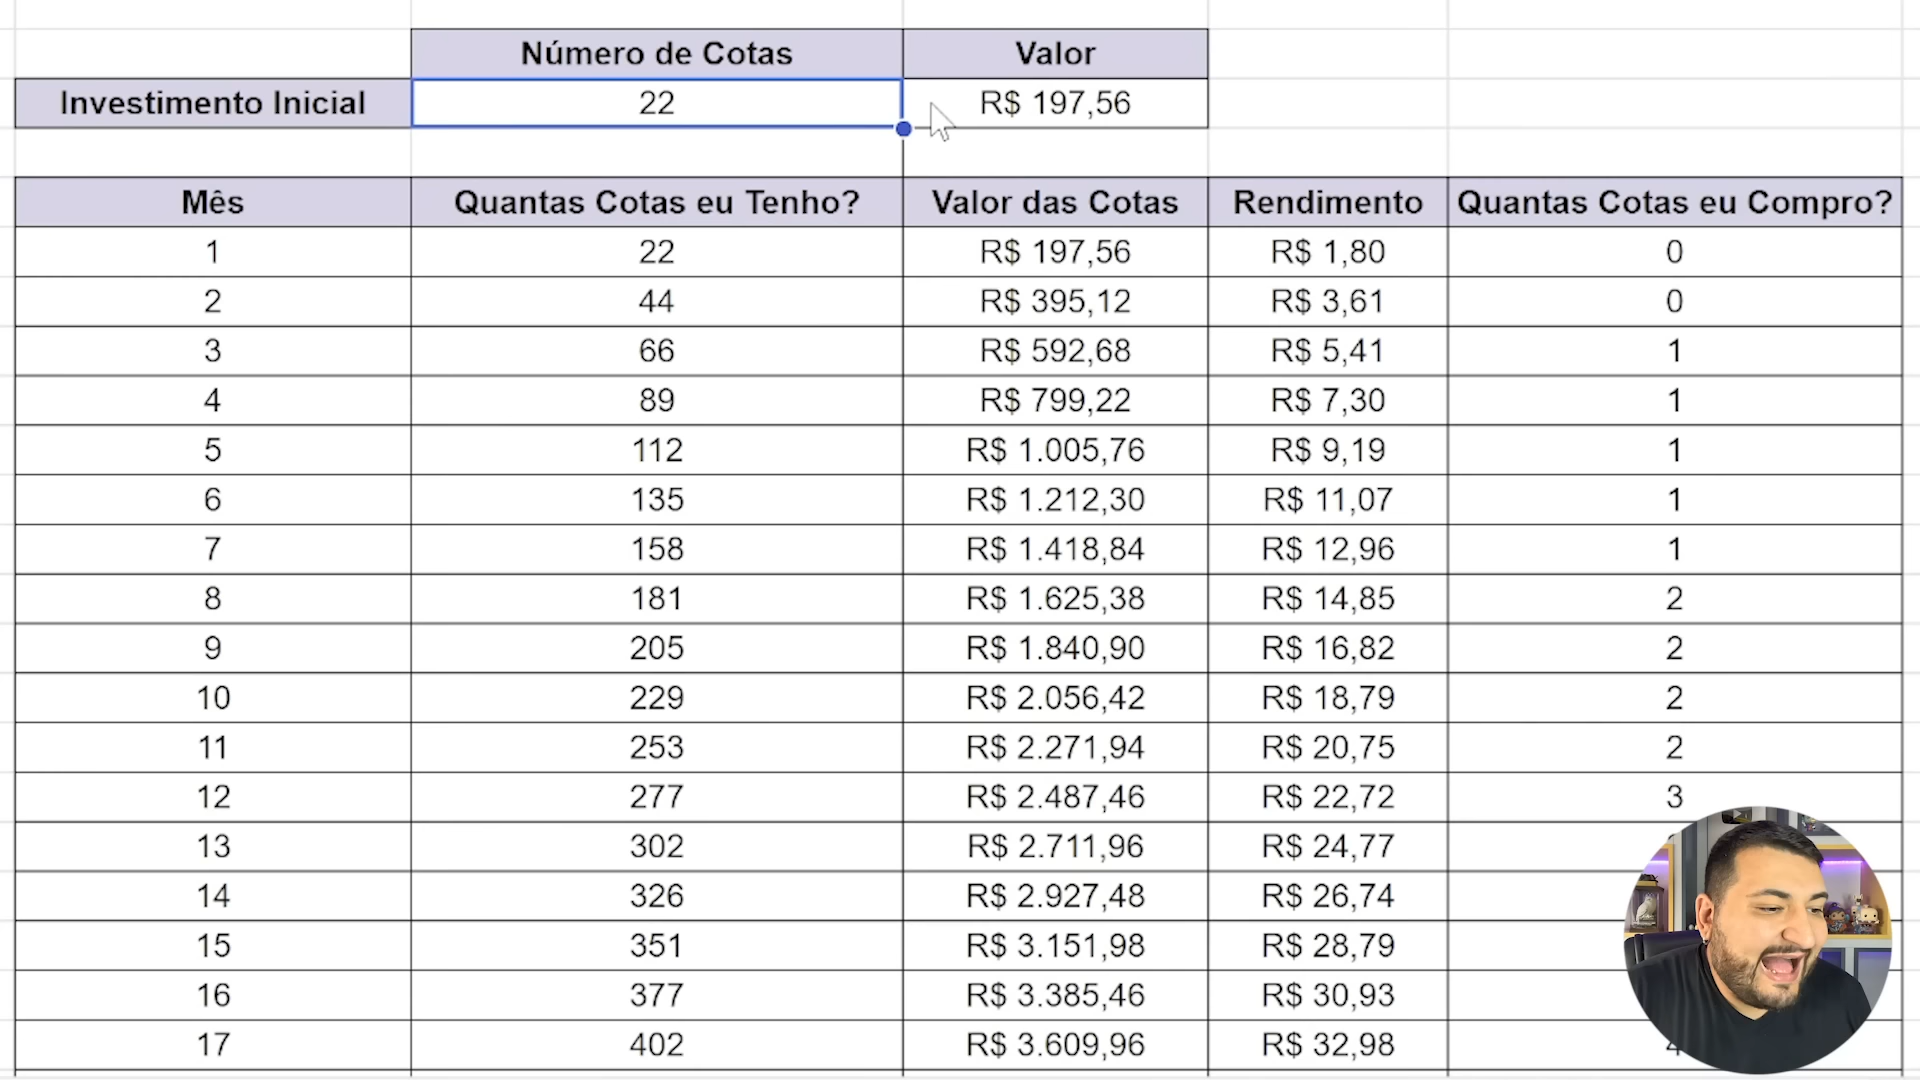 Número de Cotas Valor
Investimento Inicial 22 R$ 197,56
Mês Quantas Cotas eu Tenho? Valor das Cotas Rendimento Quantas Cotas eu Compro?
1 22 R$ 197,56 R$ 1,80 0
2 44 R$ 395,12 R$ 3,61 0
3 66 R$ 592,68 R$ 5,41 1
4 89 R$ 799,22 R$ 7,30 1
5 112 R$ 1.005,76 R$ 9,19 1
6 135 R$ 1.212,30 R$ 11,07 1
7 158 R$ 1.418,84 R$ 12,96 1
8 181 R$ 1.625,38 R$ 14,85 2
9 205 R$ 1.840,90 R$ 16,82 2
10 229 R$ 2.056,42 R$ 18,79 2
11 253 R$ 2.271,94 R$ 20,75 2
12 277 R$ 2.487,46 R$ 22,72 3
13 302 R$ 2.711,96 R$ 24,77
14 326 R$ 2.927,48 R$ 26,74
15 351 R$ 3.151,98 R$ 28,79
16 377 R$ 3.385,46 R$ 30,93
17 402 R$ 3.609,96 R$ 32,98